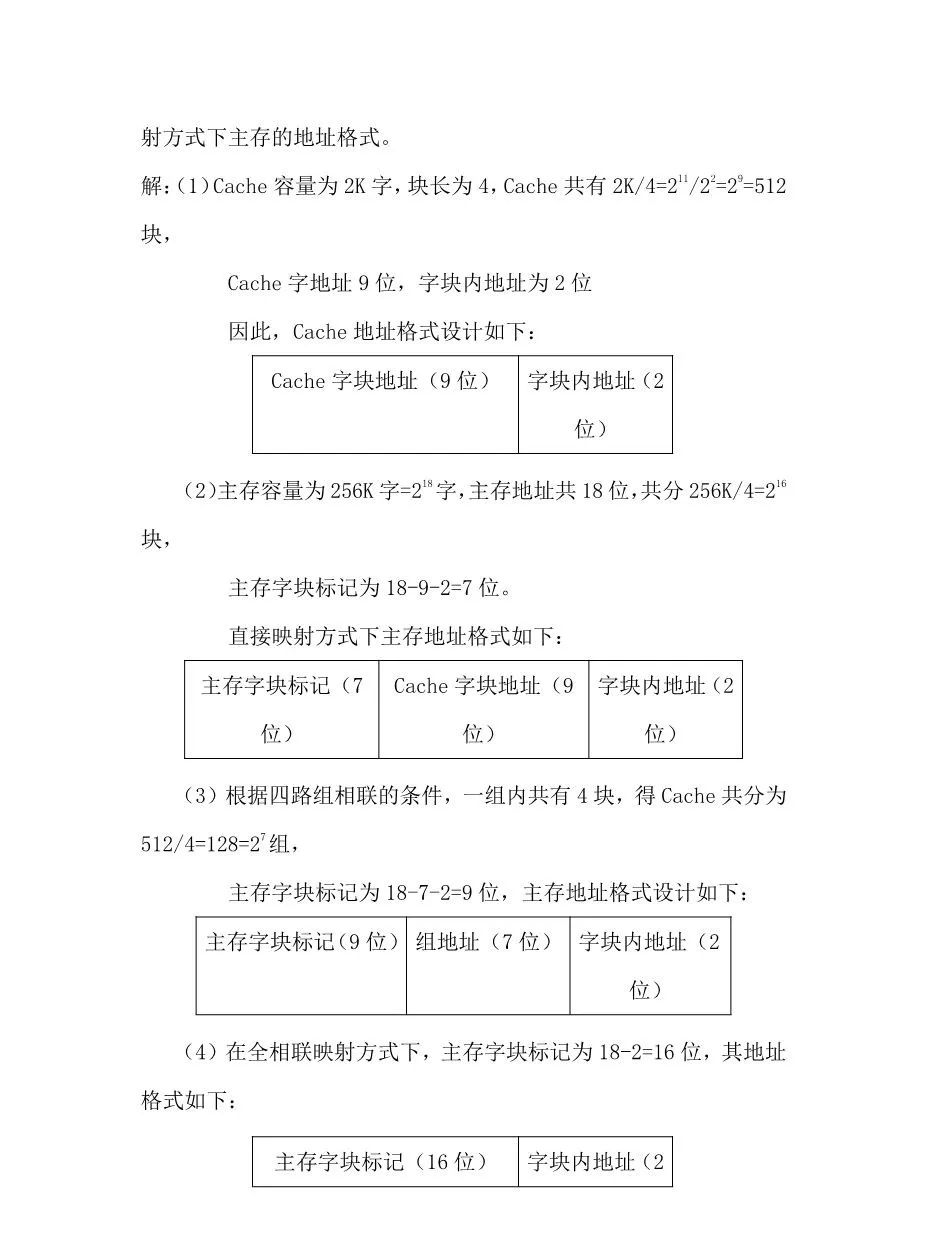 射方式下主存的地址格式。
解:（1）Cache 容量为 2K 字, 块长为 4, Cache 共有 2K/4=2¹¹/2²=2⁹=512
块，
Cache 字地址 9 位，字块内地址为 2 位
因此，Cache 地址格式设计如下：
Cache 字块地址（9 位） 字块内地址（2
位）
（2）主存容量为 256K 字=2¹⁸字, 主存地址共 18 位, 共分 256K/4=2¹⁶
块，
主存字块标记为 18-9-2=7 位。
直接映射方式下主存地址格式如下：
主存字块标记（7 Cache 字块地址（9 字块内地址（2
位） 位） 位）
（3）根据四路组相联的条件，一组内共有 4 块，得 Cache 共分为
512/4=128=2⁷组，
主存字块标记为 18-7-2=9 位，主存地址格式设计如下：
主存字块标记（9 位） 组地址（7 位） 字块内地址（2
位）
（4）在全相联映射方式下，主存字块标记为 18-2=16 位，其地址
格式如下：
主存字块标记（16 位） 字块内地址（2